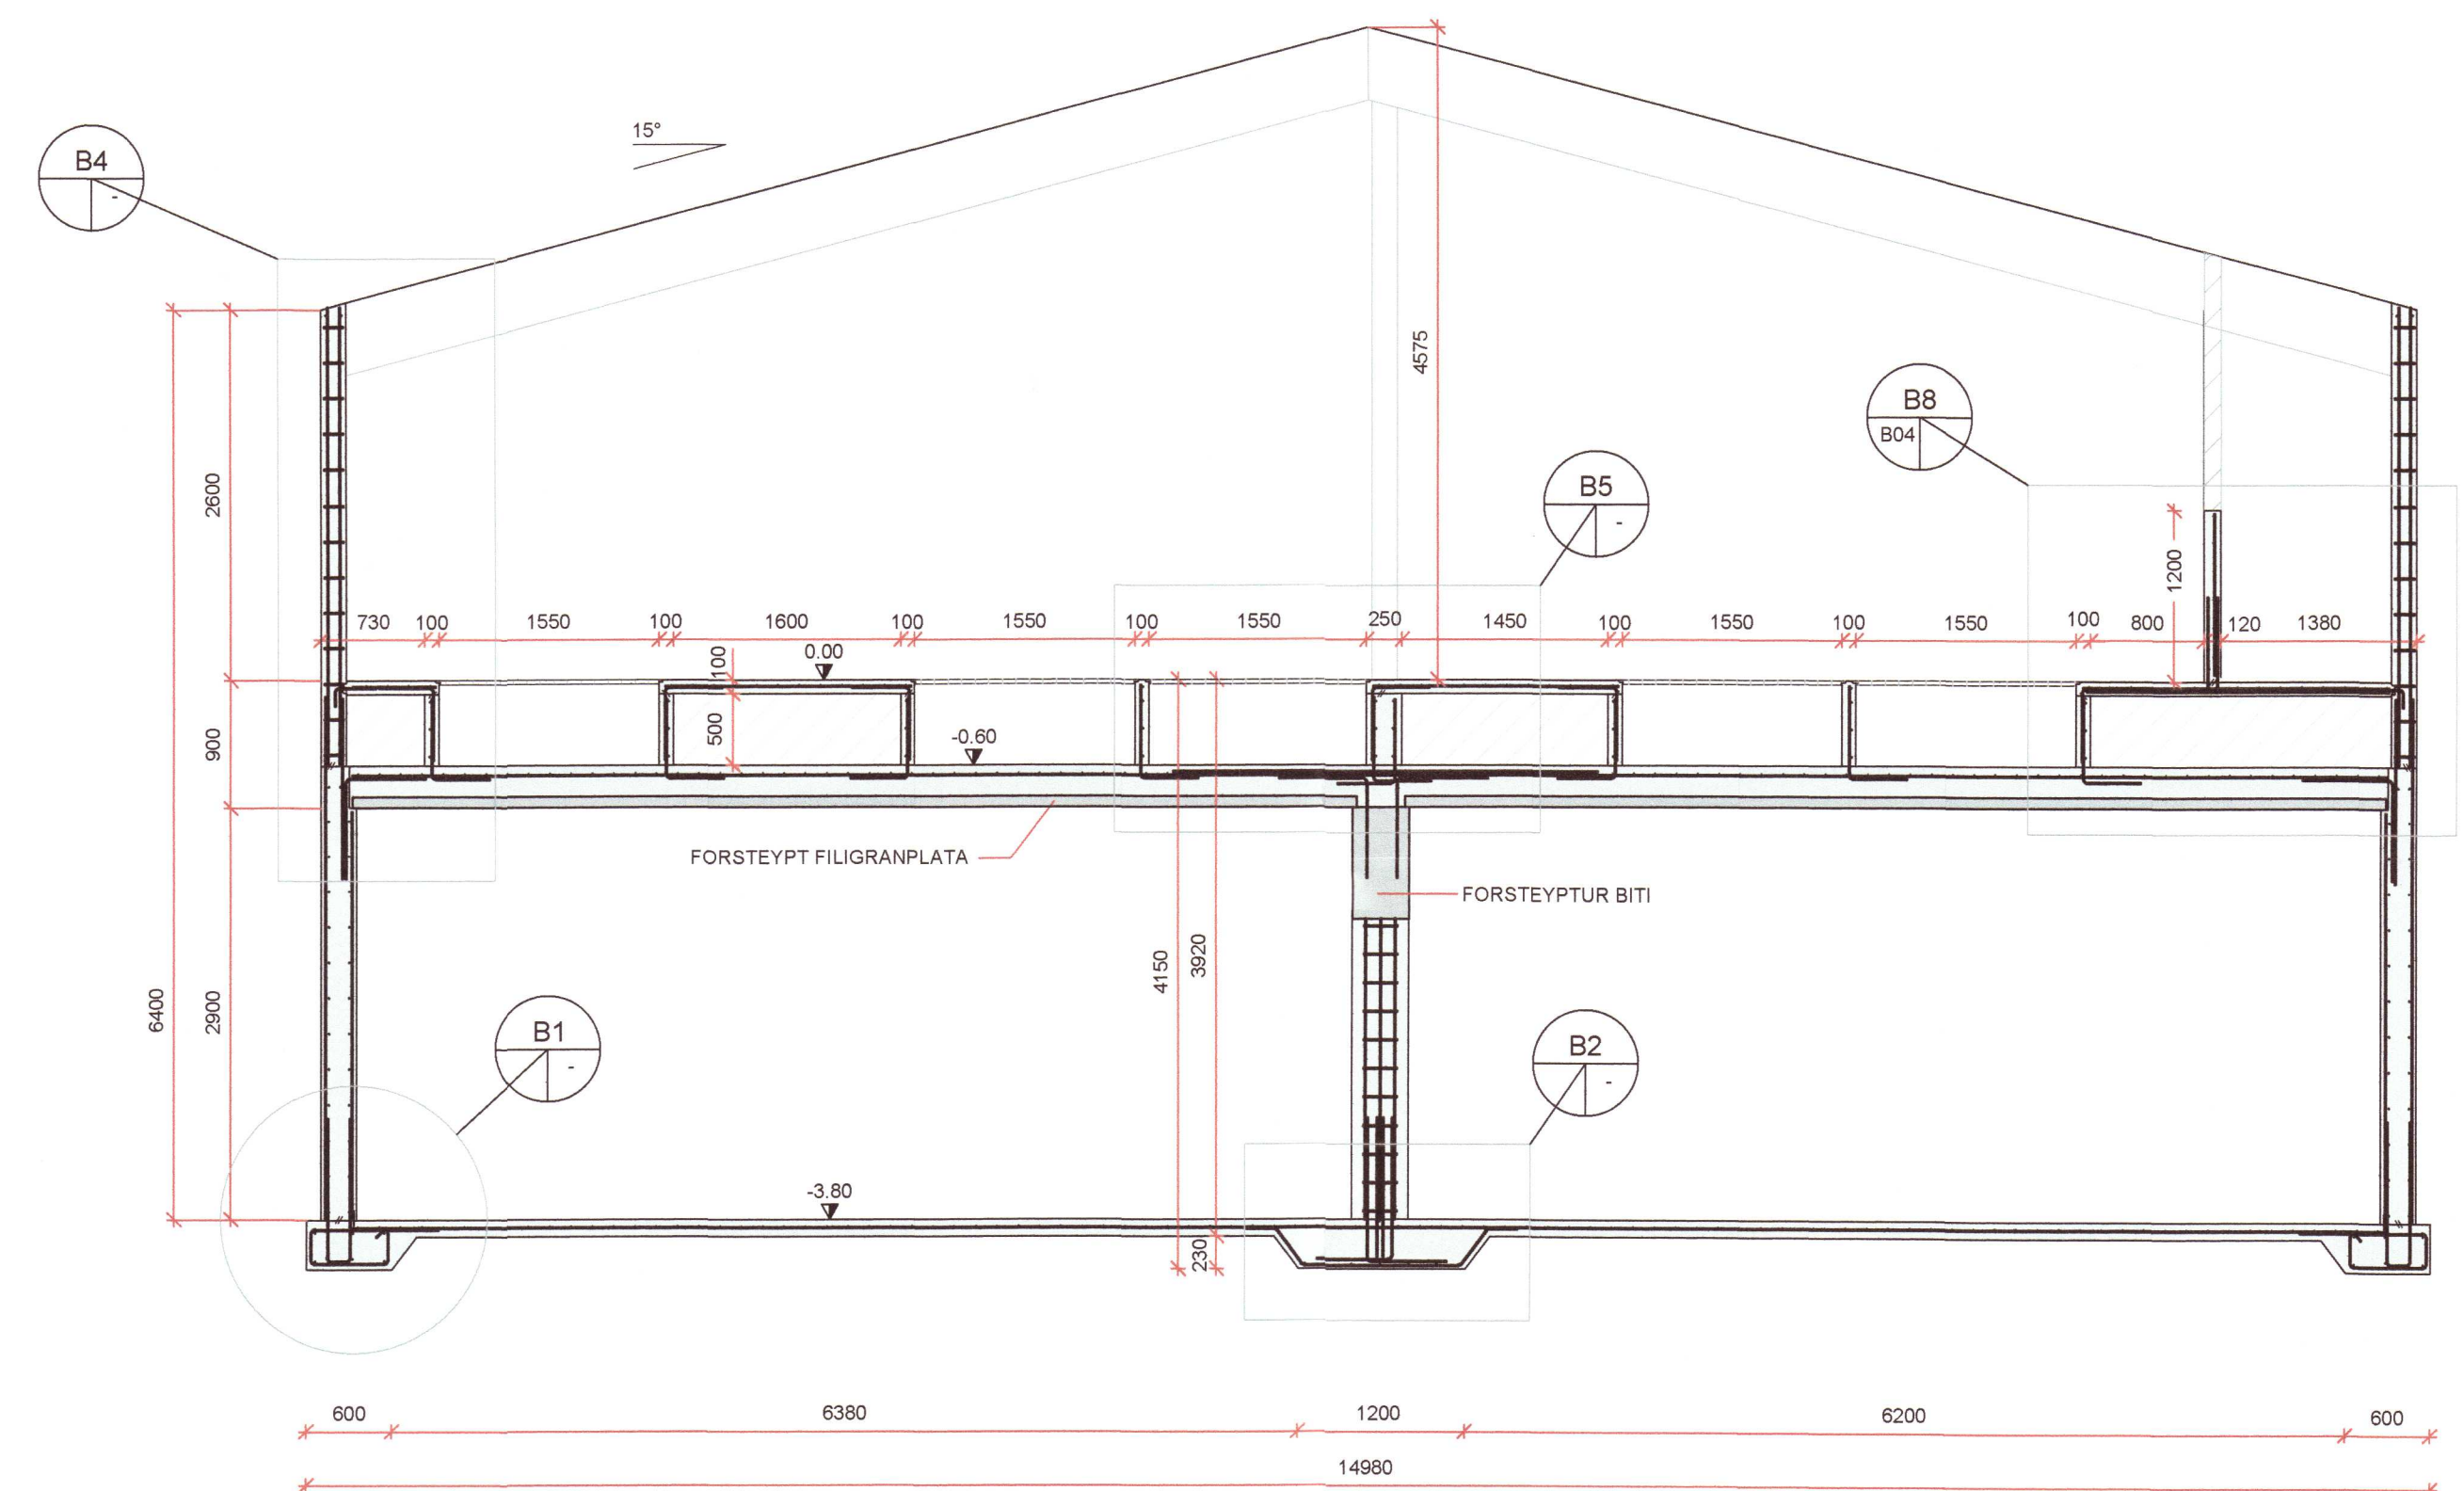 15°
B4
-
4575
B8
B04
B5
-
2600
1200
730 100 1550 100 1600 100 1550 100 1550 250 1450 100 1550 100 1550 100 800 120 1380
0.00
100
500
-0.60
900
FORSTEYPT FILIGRANPLATA
FORSTEYPTUR BITI
4150
3920
6400
2900
B1
-
B2
-
-3.80
230
600 6380 1200 6200 600
14980